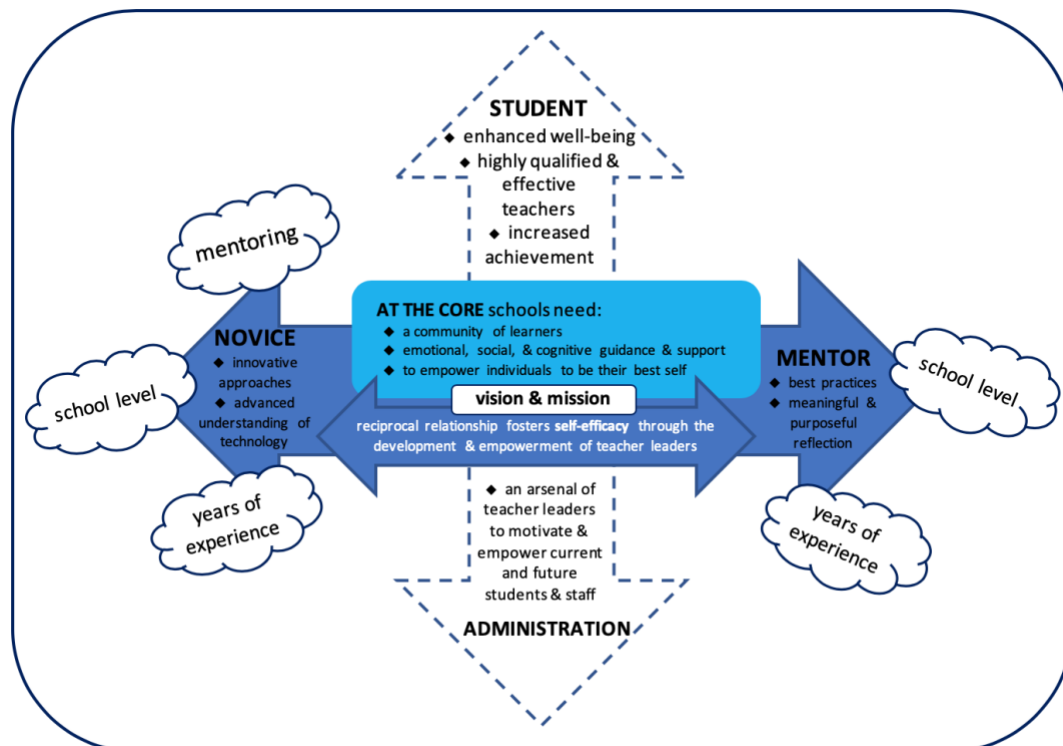 STUDENT
◆ enhanced well-being
◆ highly qualified &
effective
teachers
◆ increased
achievement
mentoring
AT THE CORE schools need:
◆ a community of learners
◆ emotional, social, & cognitive guidance & support
◆ to empower individuals to be their best self
NOVICE
◆ innovative
approaches
◆ advanced
understanding of
technology
school level
years of
experience
vision & mission
reciprocal relationship fosters self-efficacy through the
development & empowerment of teacher leaders
MENTOR
◆ best practices
◆ meaningful &
purposeful
reflection
school level
years of
experience
◆ an arsenal of
teacher leaders
to motivate &
empower current
and future
students & staff
ADMINISTRATION